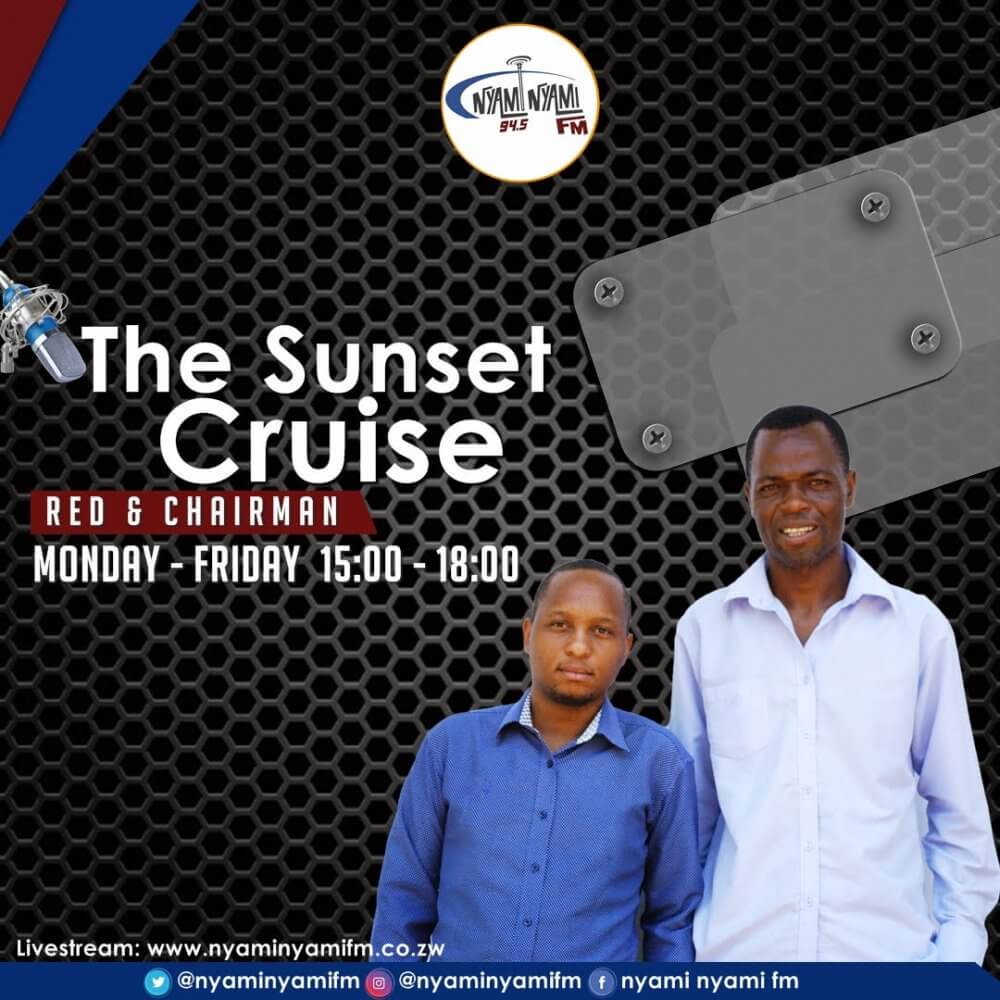 NYAMI NYAMI
94.5 FM
The Sunset
Cruise
RED & CHAIRMAN
MONDAY - FRIDAY 15:00 - 18:00
Livestream: www.nyaminyamifm.co.zw
@nyaminyamifm @nyaminyamifm nyami nyami fm